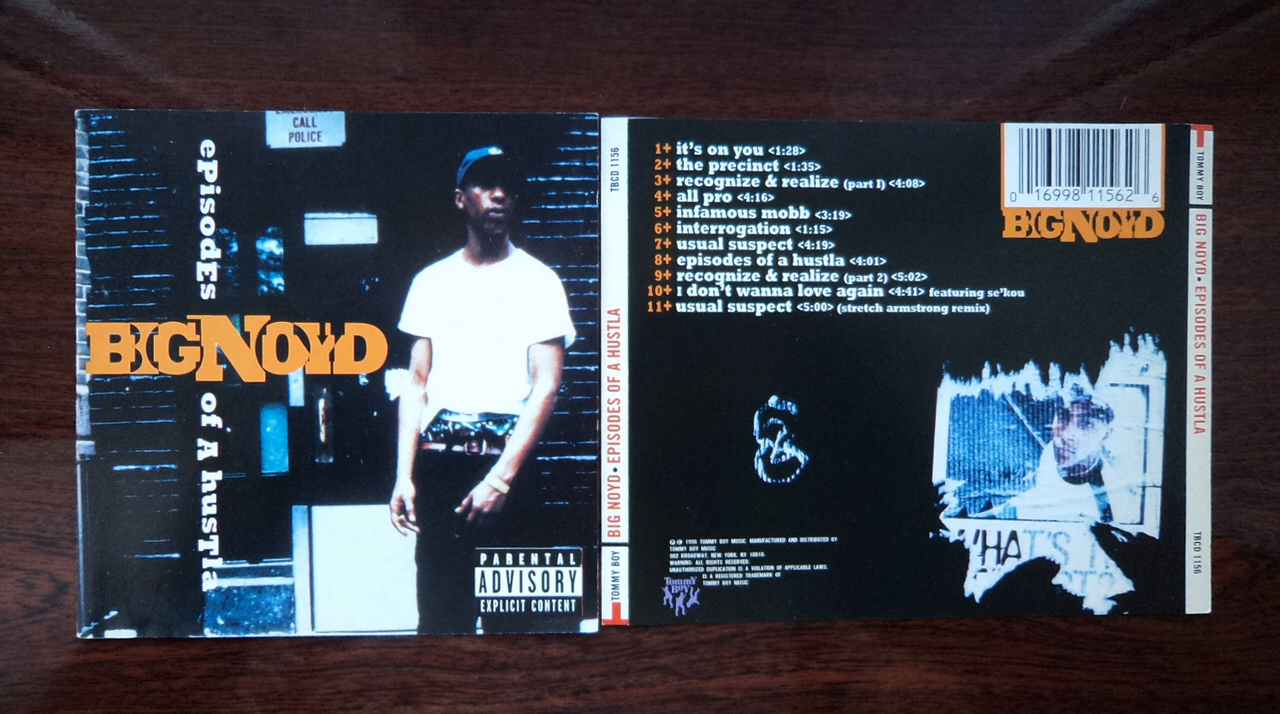 CALL
POLICE
epIsodEs
of A husTla
BIG NOYD
PARENTAL
ADVISORY
EXPLICIT CONTENT
TBCD 1156
BIG NOYD • EPISODES OF A HUSTLA
TOMMY BOY
1+ it's on you <1:28>
2+ the precinct <1:35>
3+ recognize & realize (part I) <4:08>
4+ all pro <4:16>
5+ infamous mobb <3:19>
6+ interrogation <1:15>
7+ usual suspect <4:19>
8+ episodes of a hustla <4:01>
9+ recognize & realize (part 2) <5:02>
10+ I don't wanna love again <4:41> featuring se'kou
11+ usual suspect <5:00> (stretch armstrong remix)
0 16998 11562 6
BIG NOYD
WHAT'S
℗ © 1996 TOMMY BOY MUSIC MANUFACTURED AND DISTRIBUTED BY
TOMMY BOY MUSIC
902 BROADWAY, NEW YORK, NY 10010.
WARNING: ALL RIGHTS RESERVED.
UNAUTHORIZED DUPLICATION IS A VIOLATION OF APPLICABLE LAWS.
IS A REGISTERED TRADEMARK OF
TOMMY BOY MUSIC
Tommy
Boy
TOMMY BOY
BIG NOYD • EPISODES OF A HUSTLA
TBCD 1156